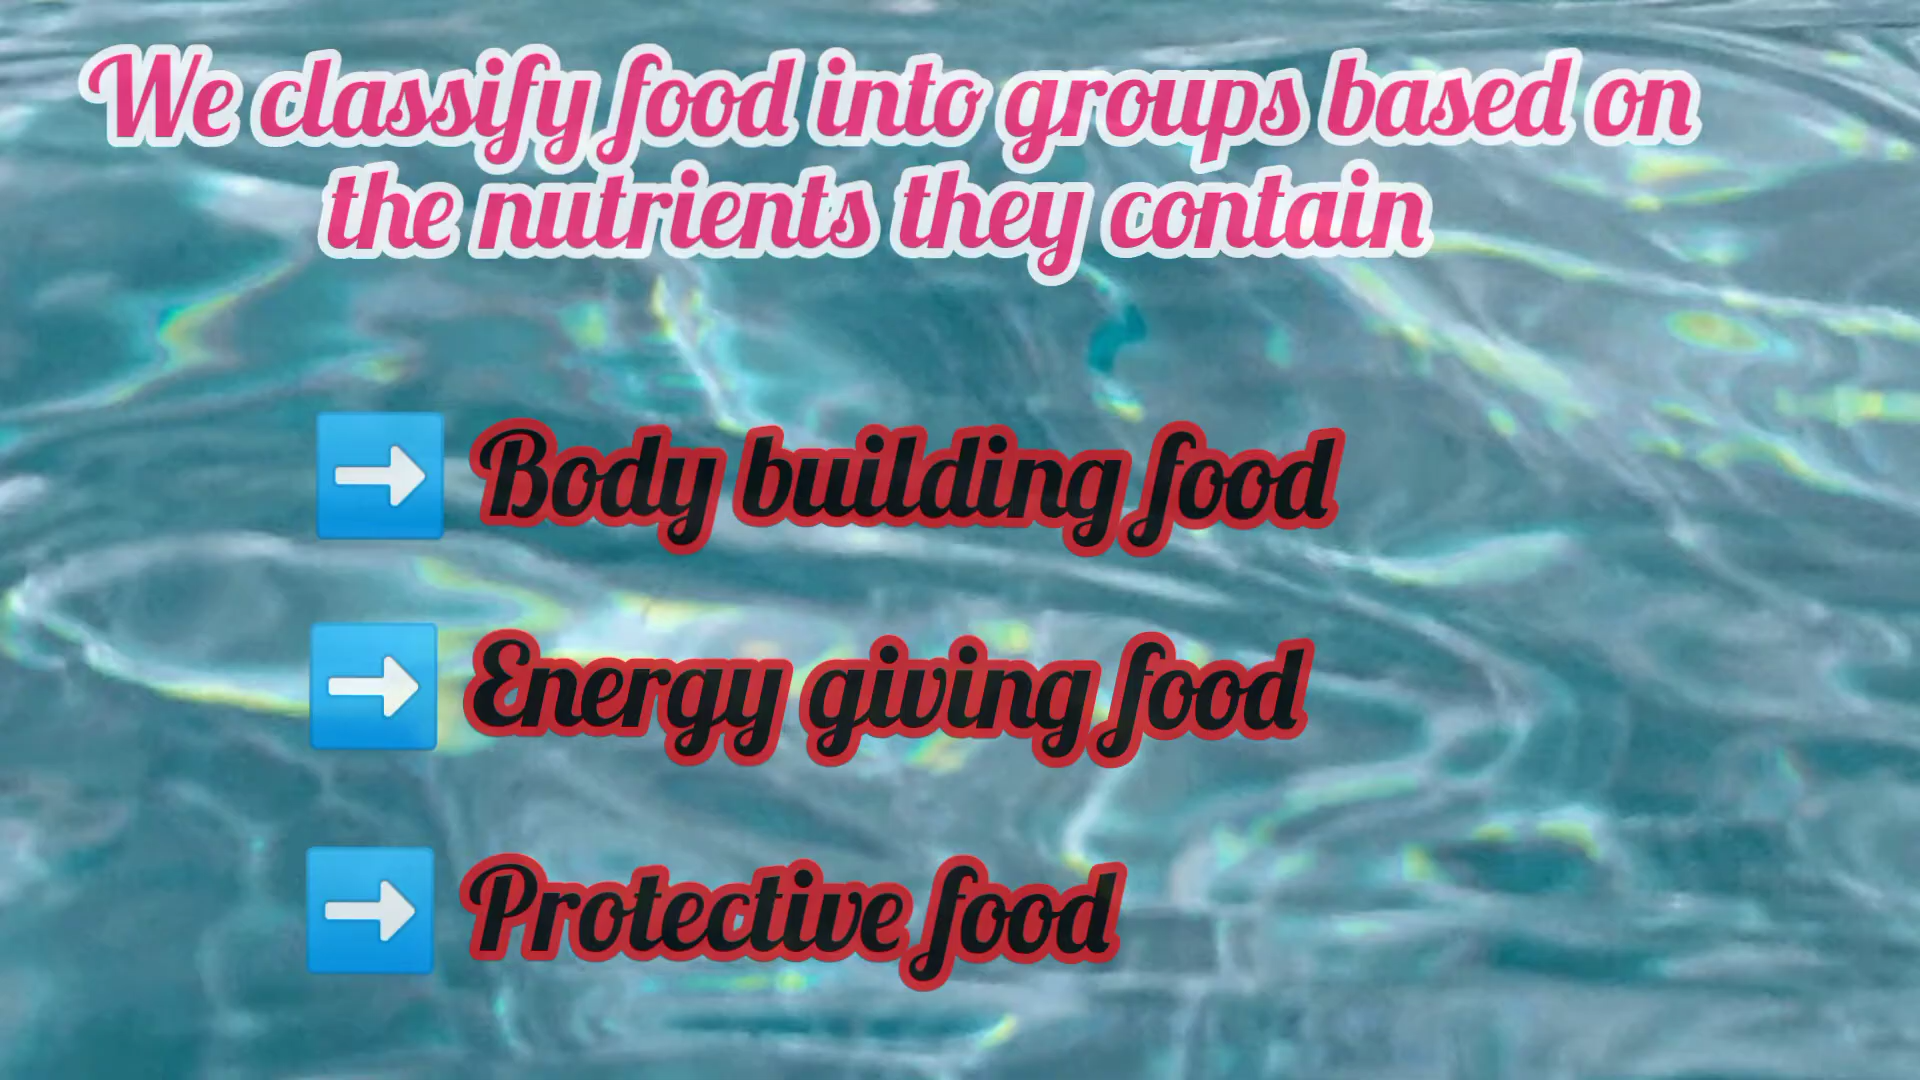 We classify food into groups based on
the nutrients they contain
➡️ Body building food
➡️ Energy giving food
➡️ Protective food